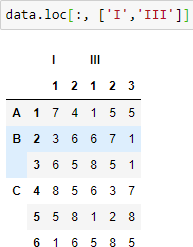 data.loc[:, ['I','III']]
I III
1 2 1 2 3
A 1 7 4 1 5 5
B 2 3 6 6 7 1
3 6 5 8 5 1
C 4 8 5 6 3 7
5 5 8 1 2 8
6 1 6 5 8 5